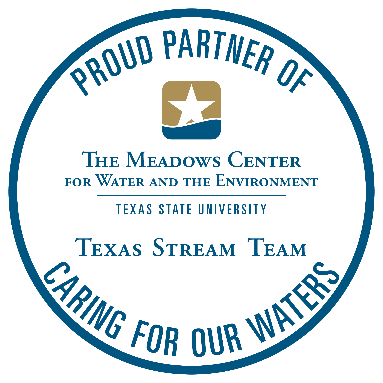 PROUD PARTNER OF
THE MEADOWS CENTER
FOR WATER AND THE ENVIRONMENT
TEXAS STATE UNIVERSITY
TEXAS STREAM TEAM
CARING FOR OUR WATERS